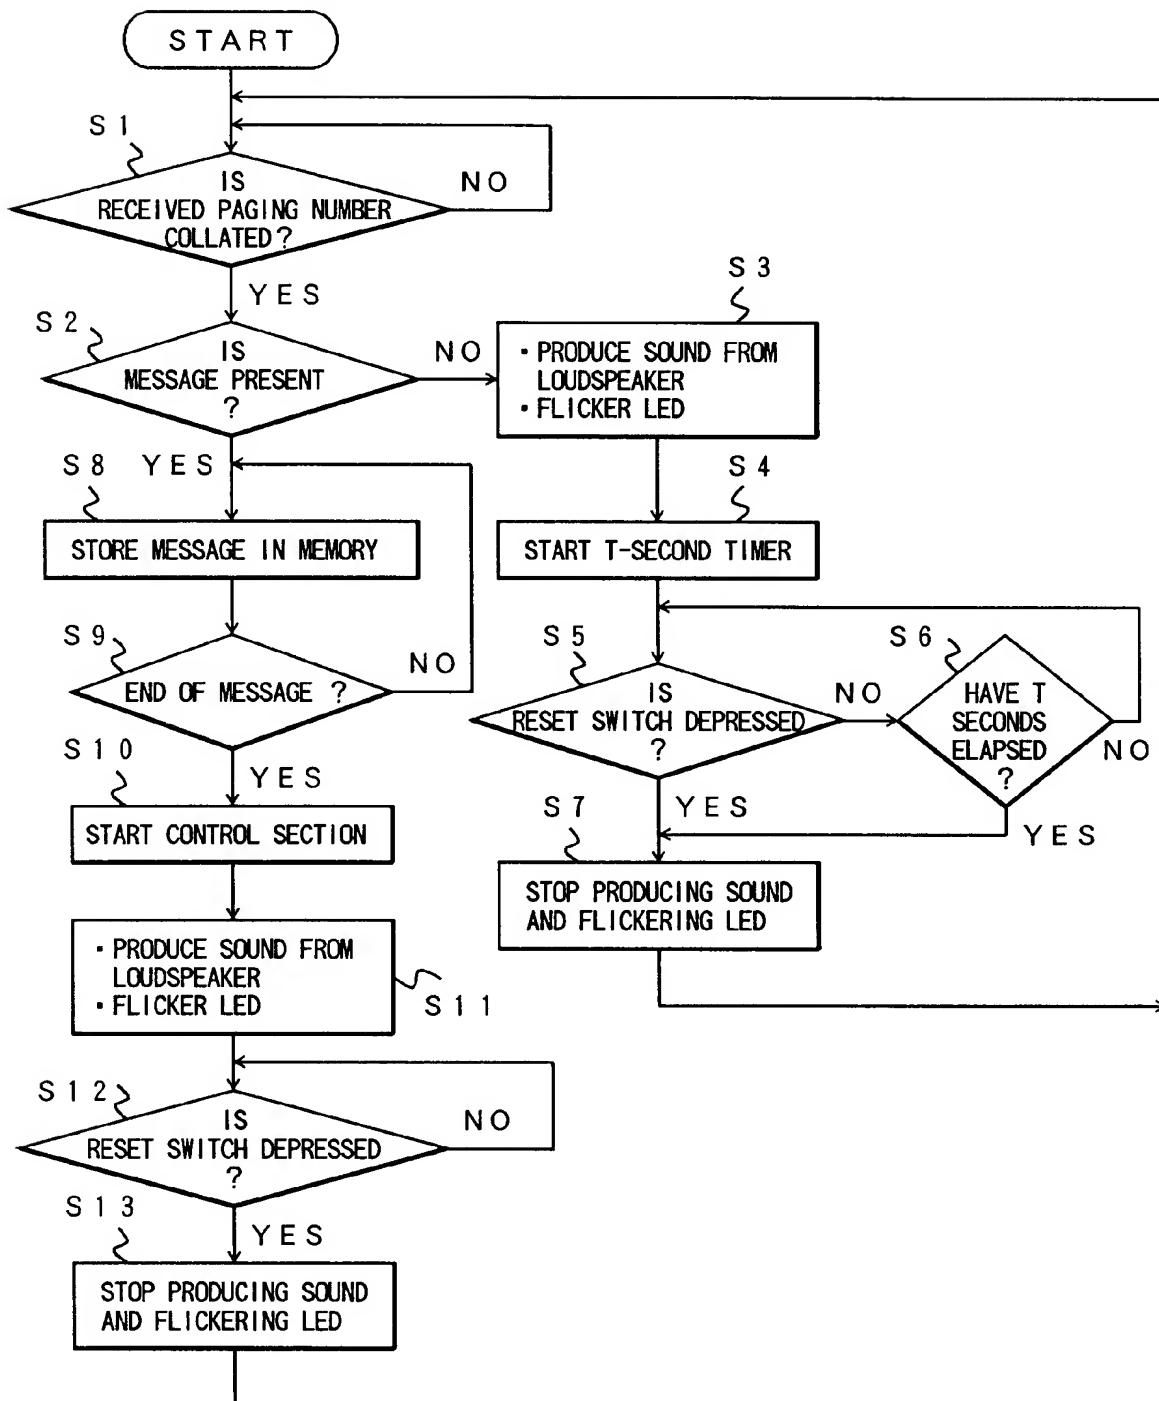 START
S1
IS
RECEIVED PAGING NUMBER
COLLATED?
NO
YES
S2
IS
MESSAGE PRESENT
?
NO
YES
S3
• PRODUCE SOUND FROM
LOUDSPEAKER
• FLICKER LED
S4
START T-SECOND TIMER
S5
IS
RESET SWITCH DEPRESSED
?
NO
YES
S6
HAVE T
SECONDS
ELAPSED
?
NO
YES
S7
STOP PRODUCING SOUND
AND FLICKERING LED
S8
STORE MESSAGE IN MEMORY
S9
END OF MESSAGE ?
NO
YES
S10
START CONTROL SECTION
• PRODUCE SOUND FROM
LOUDSPEAKER
• FLICKER LED
S11
S12
IS
RESET SWITCH DEPRESSED
?
NO
YES
S13
STOP PRODUCING SOUND
AND FLICKERING LED